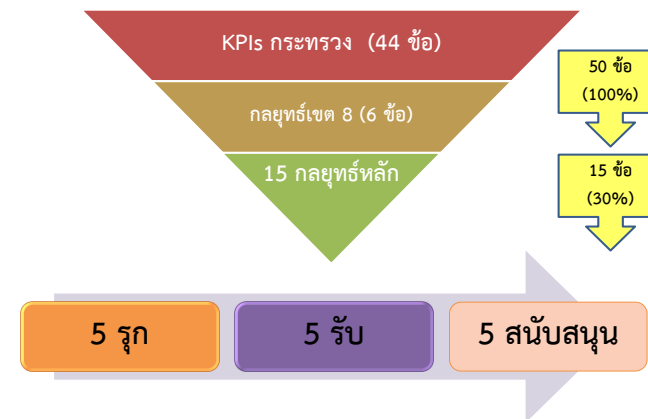 KPIs กระทรวง (44 ข้อ)
50 ข้อ
(100%)
กลยุทธ์เขต 8 (6 ข้อ)
15 กลยุทธ์หลัก
15 ข้อ
(30%)
5 รุก
5 รับ
5 สนับสนุน